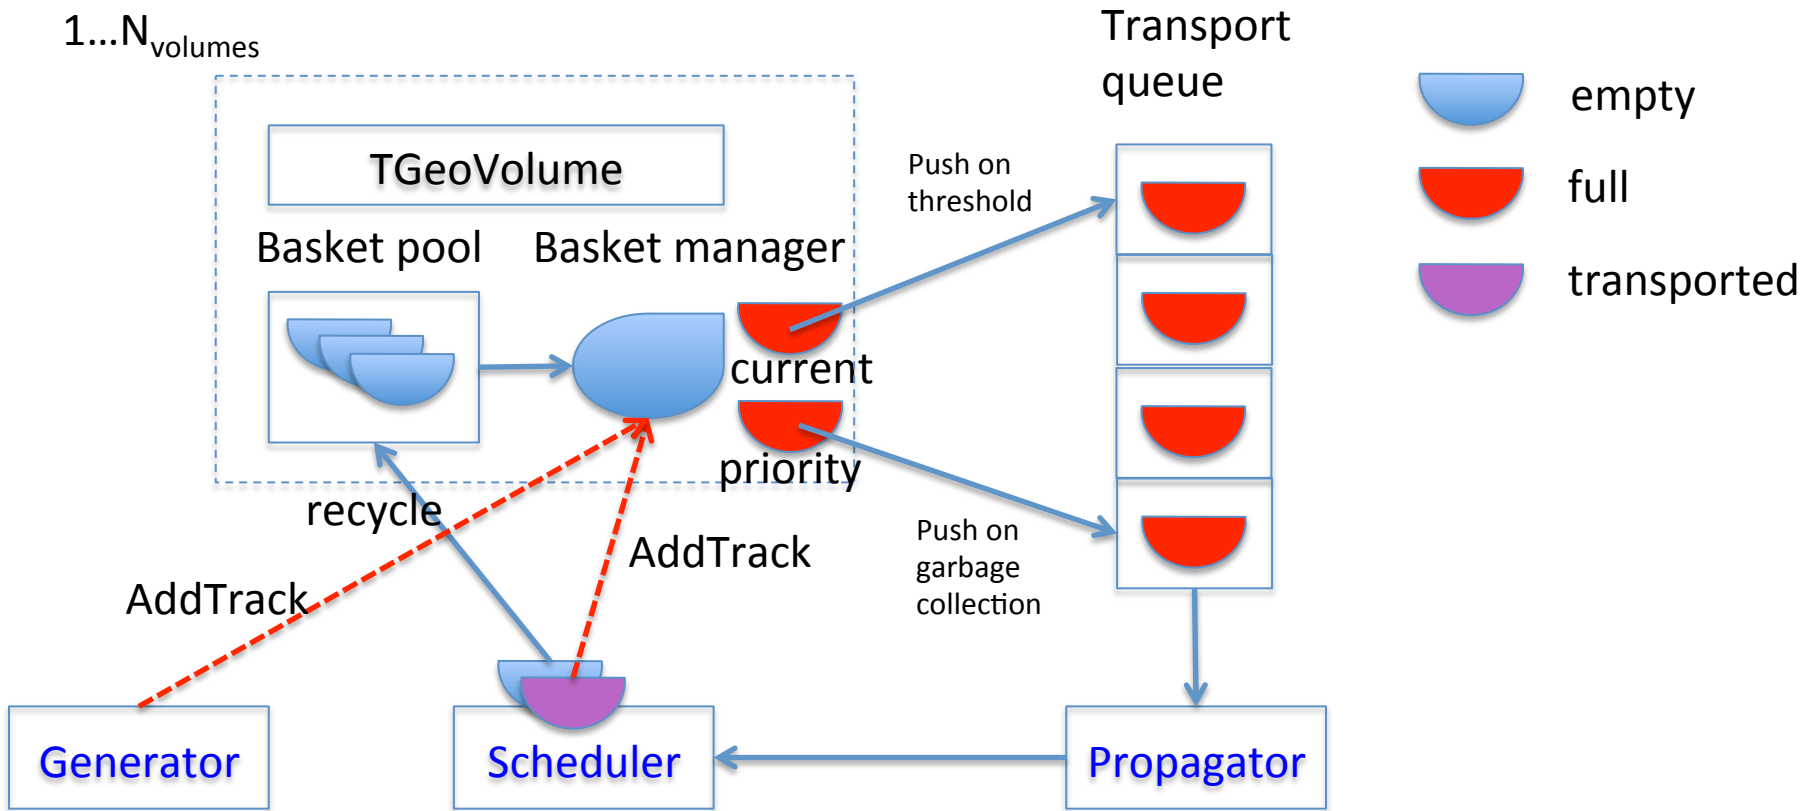 1...Nvolumes
Transport
queue
empty
full
transported
TGeoVolume
Push on
threshold
Basket pool
Basket manager
current
priority
recycle
Push on
garbage
collection
AddTrack
AddTrack
Generator
Scheduler
Propagator